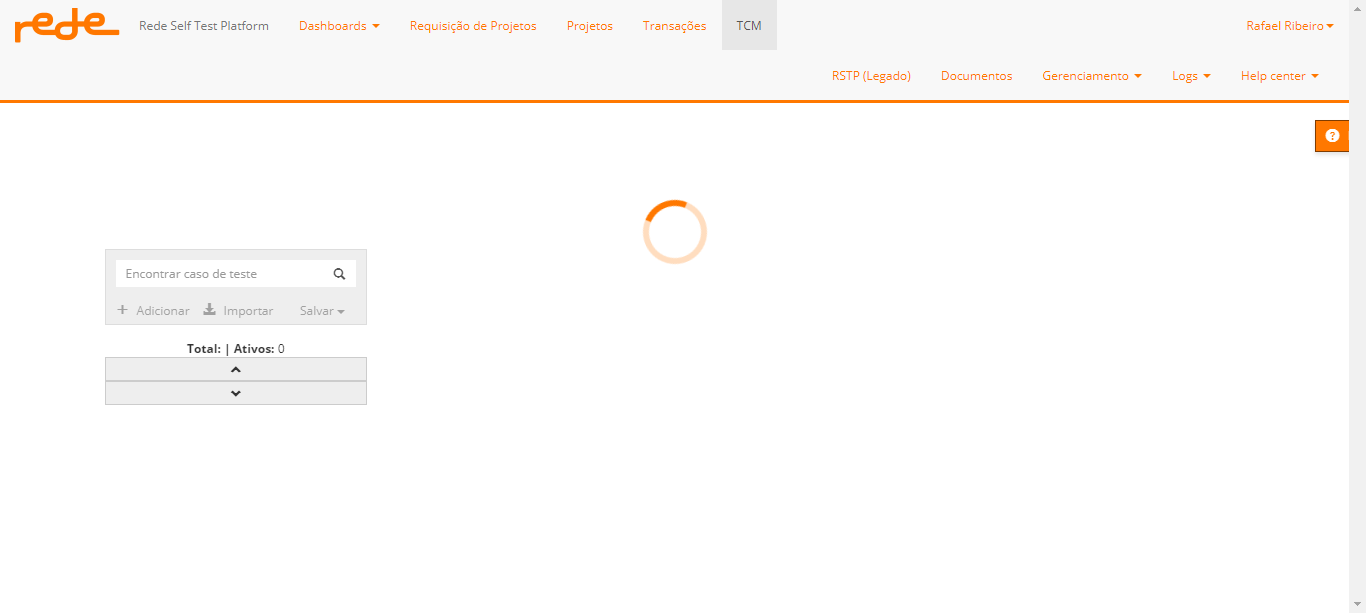 rede Rede Self Test Platform Dashboards Requisição de Projetos Projetos Transações TCM Rafael Ribeiro
RSTP (Legado) Documentos Gerenciamento Logs Help center
Encontrar caso de teste
Adicionar Importar Salvar
Total: | Ativos: 0